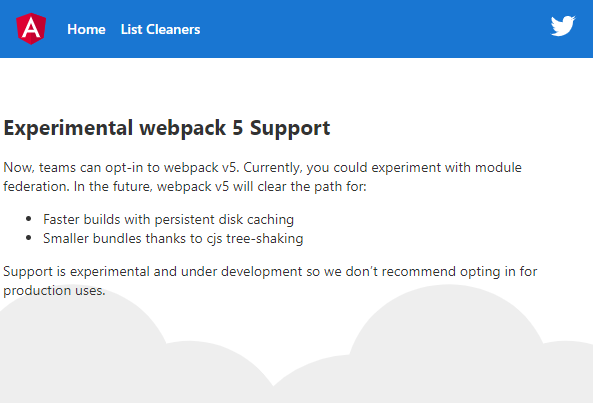 Home List Cleaners
Experimental webpack 5 Support
Now, teams can opt-in to webpack v5. Currently, you could experiment with module
federation. In the future, webpack v5 will clear the path for:
• Faster builds with persistent disk caching
• Smaller bundles thanks to cjs tree-shaking
Support is experimental and under development so we don't recommend opting in for
production uses.